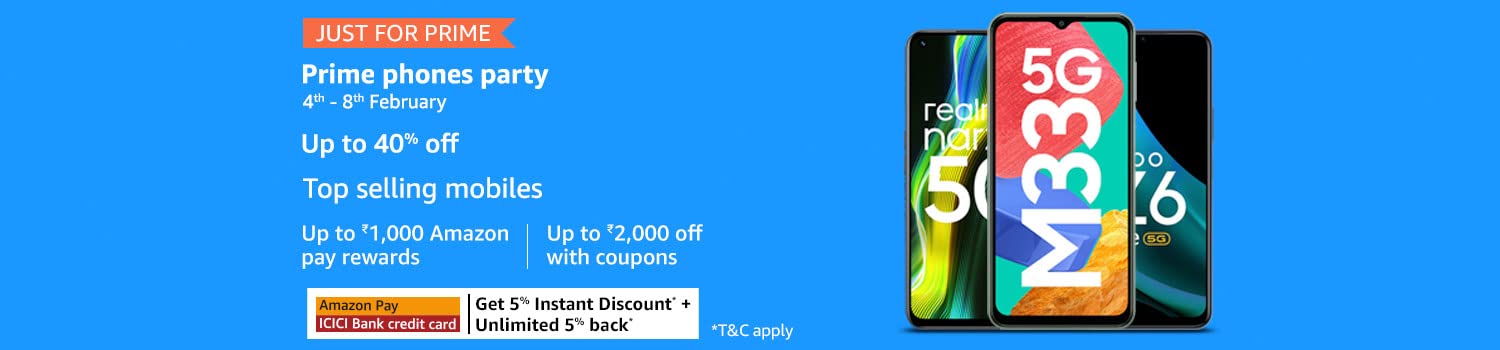 JUST FOR PRIME
Prime phones party
4th - 8th February
Up to 40% off
Top selling mobiles
Up to ₹1,000 Amazon
pay rewards
Up to ₹2,000 off
with coupons
Amazon Pay
ICICI Bank credit card
Get 5% Instant Discount* +
Unlimited 5% back*
*T&C apply
M33 5G
5G